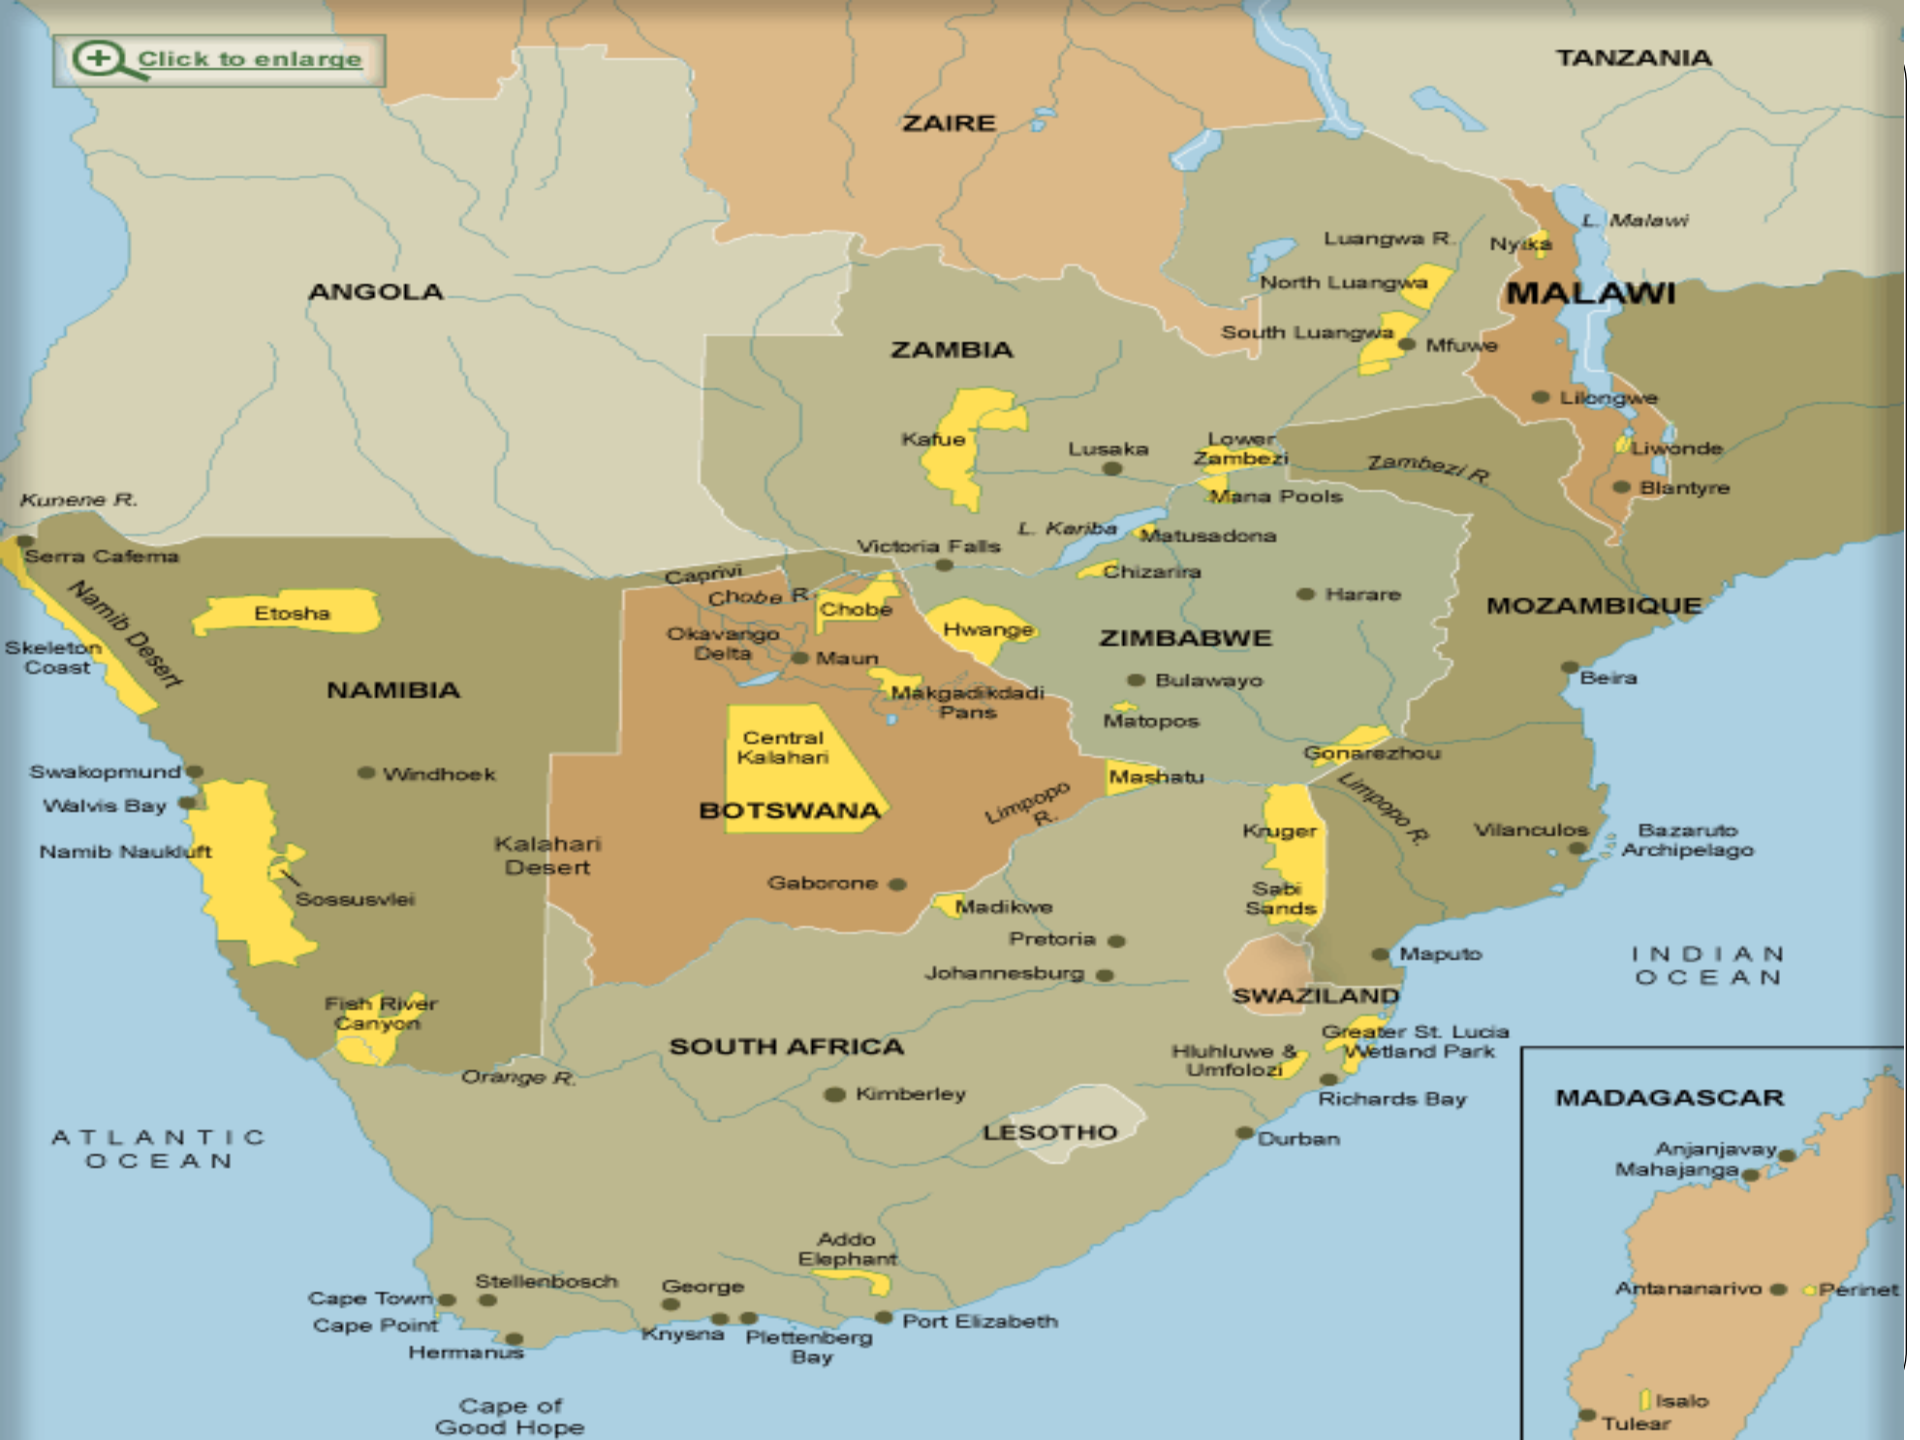 Click to enlarge
TANZANIA
ZAIRE
L. Malawi
Luangwa R.
Nyika
North Luangwa
MALAWI
ANGOLA
South Luangwa
Mfuwe
ZAMBIA
Lilongwe
Kafue
Lusaka
Lower
Zambezi
Liwonde
Zambezi R.
Blantyre
Mana Pools
Kunene R.
L. Kariba
Matusadona
Victoria Falls
Serra Cafema
Caprivi
Chizarira
Chobe R.
Harare
Namib Desert
Etosha
Chobe
MOZAMBIQUE
Okavango
Delta
Hwange
ZIMBABWE
Skeleton
Coast
Maun
Beira
NAMIBIA
Bulawayo
Makgadikdadi
Pans
Matopos
Central
Kalahari
Gonarezhou
Swakopmund
Windhoek
Mashatu
Walvis Bay
BOTSWANA
Limpopo
R.
Limpopo R.
Kruger
Vilanculos
Bazaruto
Archipelago
Namib Naukluft
Kalahari
Desert
Gaborone
Sossusvlei
Sabi
Sands
Madikwe
Pretoria
Maputo
INDIAN
OCEAN
Johannesburg
SWAZILAND
Fish River
Canyon
SOUTH AFRICA
Greater St. Lucia
Wetland Park
Hluhluwe &
Umfolozi
Orange R.
Kimberley
Richards Bay
MADAGASCAR
ATLANTIC
OCEAN
LESOTHO
Durban
Anjanjavay
Mahajanga
Addo
Elephant
Stellenbosch
George
Antananarivo
Perinet
Cape Town
Cape Point
Port Elizabeth
Knysna
Plettenberg
Bay
Hermanus
Isalo
Cape of
Good Hope
Tulear